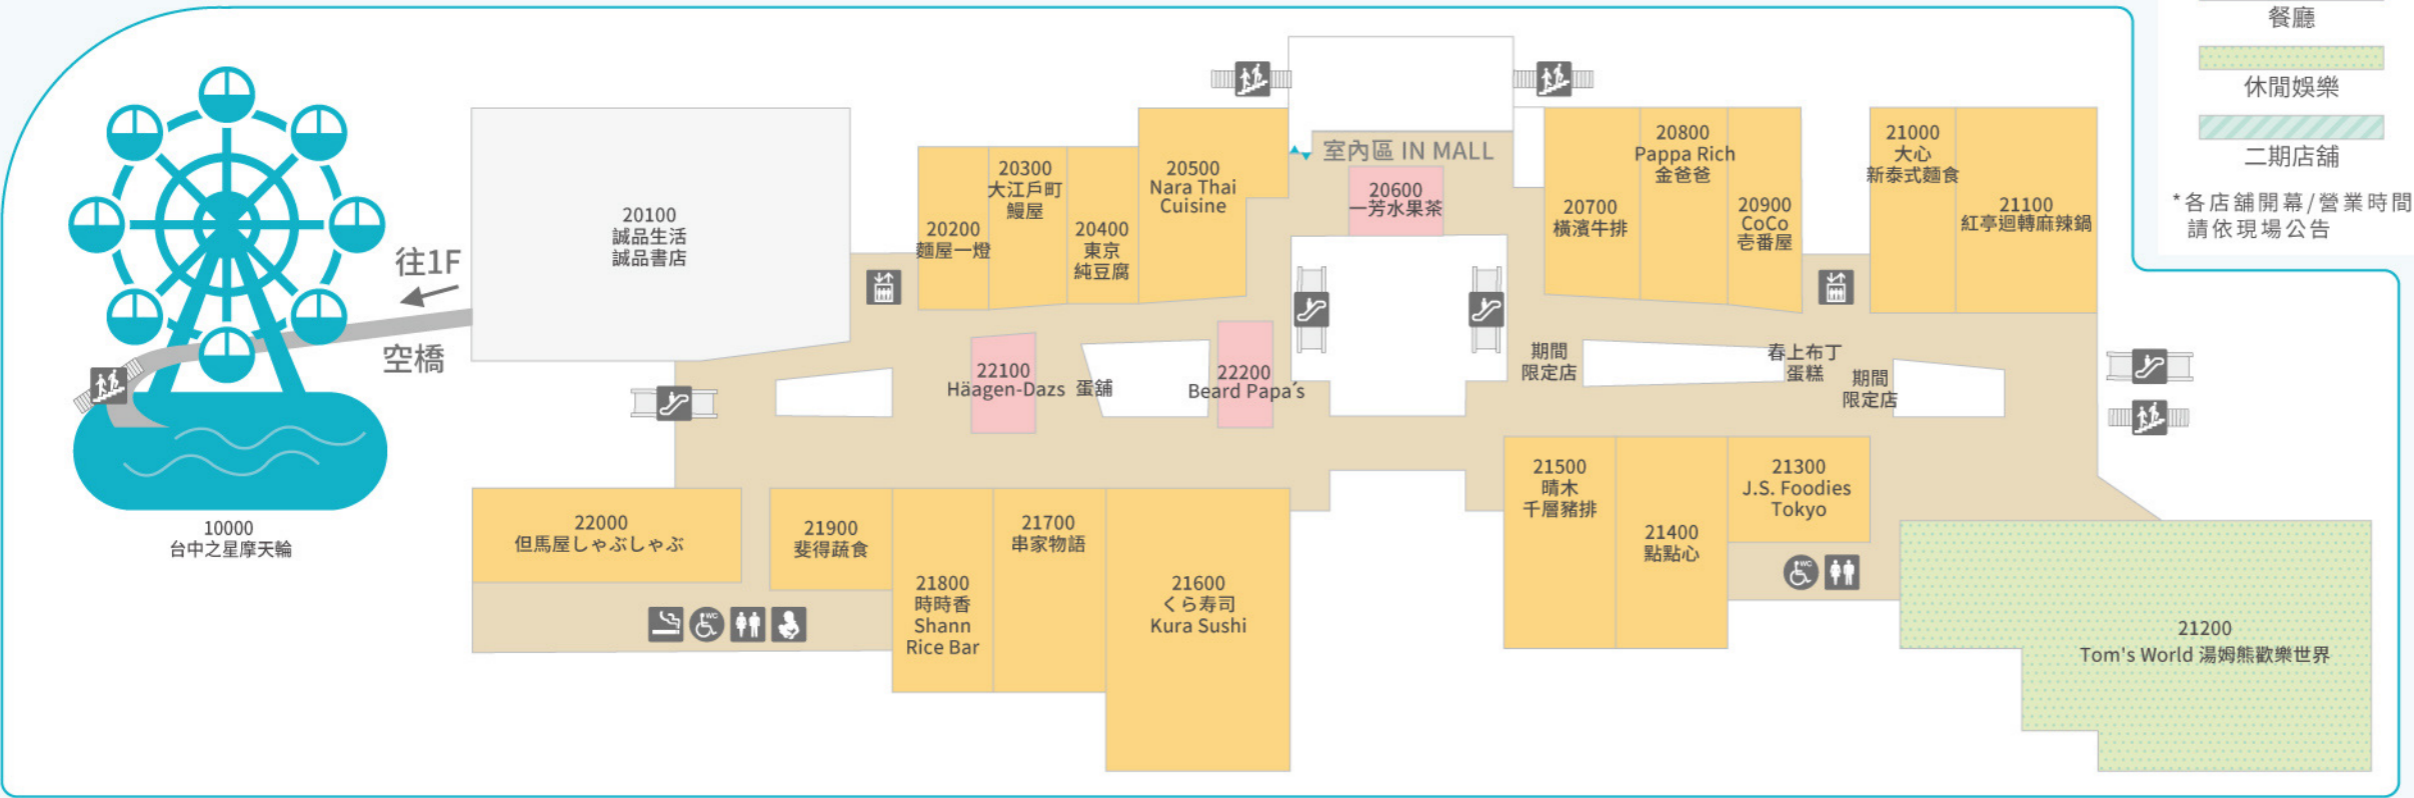 餐廳
休閒娛樂
二期店舖
*各店舖開幕/營業時間
請依現場公告
往1F
空橋
10000
台中之星摩天輪
20100
誠品生活
誠品書店
20200
麵屋一燈
20300
大江戶町
鰻屋
20400
東京
純豆腐
20500
Nara Thai
Cuisine
室內區 IN MALL
20600
一芳水果茶
20700
橫濱牛排
20800
Pappa Rich
金爸爸
20900
CoCo
壱番屋
21000
大心
新泰式麵食
21100
紅亭迴轉麻辣鍋
22100
Häagen-Dazs
蛋舖
22200
Beard Papa´s
期間
限定店
春上布丁
蛋糕
期間
限定店
22000
但馬屋しゃぶしゃぶ
21900
斐得蔬食
21800
時時香
Shann
Rice Bar
21700
串家物語
21600
くら寿司
Kura Sushi
21500
晴木
千層豬排
21400
點點心
21300
J.S. Foodies
Tokyo
21200
Tom's World 湯姆熊歡樂世界
WC
WC